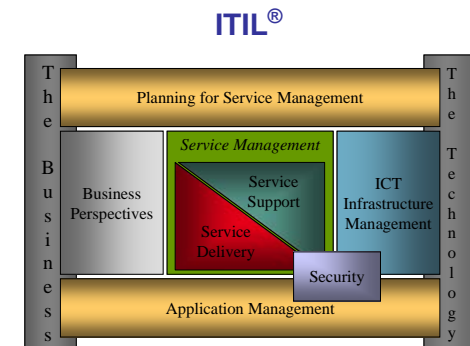 ITIL®
The Business
The Technology
Planning for Service Management
Service Management
Business
Perspectives
Service
Support
Service
Delivery
ICT
Infrastructure
Management
Security
Application Management